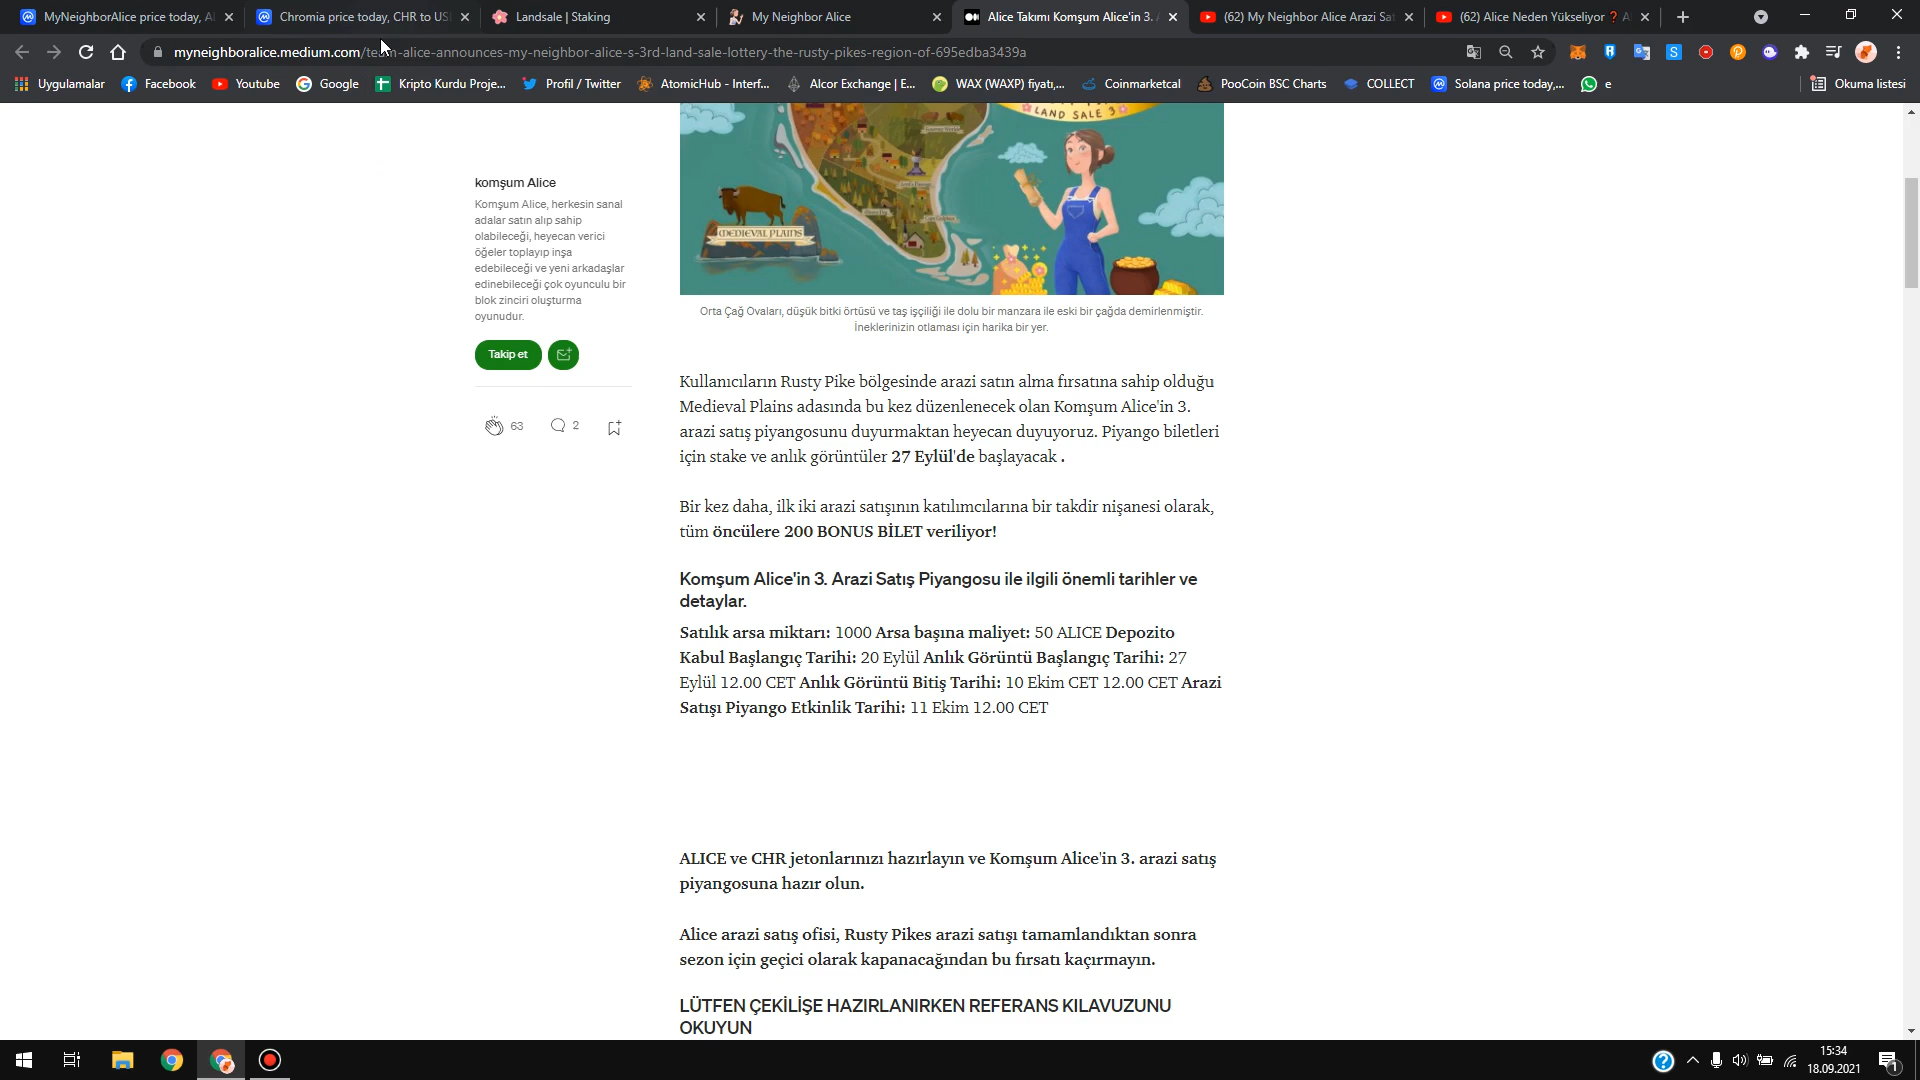 MyNeighborAlice price today, Al
Chromia price today, CHR to US
Landsale | Staking
My Neighbor Alice
Alice Takımı Komşum Alice'in 3.
(62) My Neighbor Alice Arazi Sat
(62) Alice Neden Yükseliyor ❓ A
myneighboralice.medium.com/team-alice-announces-my-neighbor-alice-s-3rd-land-sale-lottery-the-rusty-pikes-region-of-695edba3439a
Uygulamalar
Facebook
Youtube
Google
Kripto Kurdu Proje...
Profil / Twitter
AtomicHub - Interf...
Alcor Exchange | E...
WAX (WAXP) fiyatı,...
Coinmarketcal
PooCoin BSC Charts
COLLECT
Solana price today,...
e
Okuma listesi
LAND SALE 3
MEDIEVAL PLAINS
komşum Alice
Komşum Alice, herkesin sanal
adalar satın alıp sahip
olabileceği, heyecan verici
öğeler toplayıp inşa
edebileceği ve yeni arkadaşlar
edinebileceği çok oyunculu bir
blok zinciri oluşturma
oyunudur.
Takip et
63
2
Orta Çağ Ovaları, düşük bitki örtüsü ve taş işçiliği ile dolu bir manzara ile eski bir çağda demirlenmiştir.
İneklerinizin otlaması için harika bir yer.
Kullanıcıların Rusty Pike bölgesinde arazi satın alma fırsatına sahip olduğu
Medieval Plains adasında bu kez düzenlenecek olan Komşum Alice'in 3.
arazi satış piyangosunu duyurmaktan heyecan duyuyoruz. Piyango biletleri
için stake ve anlık görüntüler 27 Eylül'de başlayacak .
Bir kez daha, ilk iki arazi satışının katılımcılarına bir takdir nişanesi olarak,
tüm öncülere 200 BONUS BİLET veriliyor!
Komşum Alice'in 3. Arazi Satış Piyangosu ile ilgili önemli tarihler ve
detaylar.
Satılık arsa miktarı: 1000 Arsa başına maliyet: 50 ALICE Depozito
Kabul Başlangıç Tarihi: 20 Eylül Anlık Görüntü Başlangıç Tarihi: 27
Eylül 12.00 CET Anlık Görüntü Bitiş Tarihi: 10 Ekim CET 12.00 CET Arazi
Satışı Piyango Etkinlik Tarihi: 11 Ekim 12.00 CET
ALICE ve CHR jetonlarınızı hazırlayın ve Komşum Alice'in 3. arazi satış
piyangosuna hazır olun.
Alice arazi satış ofisi, Rusty Pikes arazi satışı tamamlandıktan sonra
sezon için geçici olarak kapanacağından bu fırsatı kaçırmayın.
LÜTFEN ÇEKİLİŞE HAZIRLANIRKEN REFERANS KILAVUZUNU
OKUYUN
15:34
18.09.2021
1